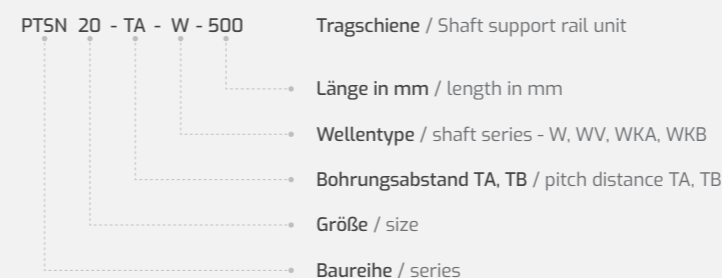 PTSN 20 - TA - W - 500 Tragschiene / Shaft support rail unit
Länge in mm / length in mm
Wellentype / shaft series - W, WV, WKA, WKB
Bohrungsabstand TA, TB / pitch distance TA, TB
Größe / size
Baureihe / series